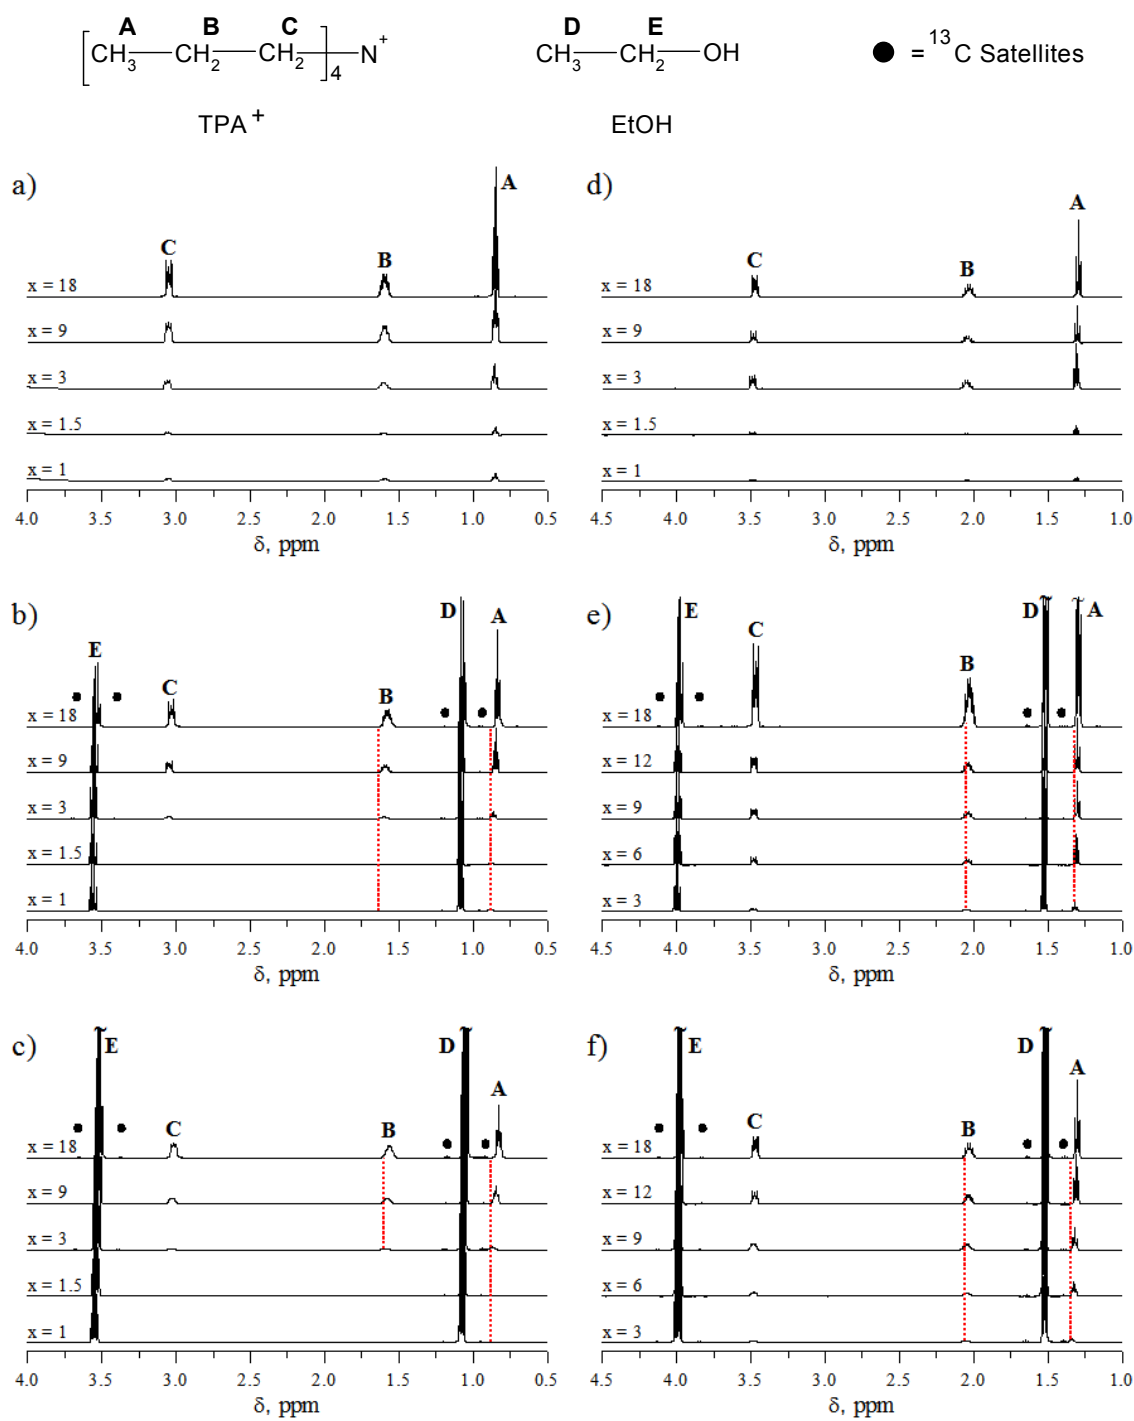 A B C
[CH3—CH2—CH2]4—N+
TPA+
D E
CH3—CH2—OH
EtOH
● = 13C Satellites
a)
C B A
x = 18
x = 9
x = 3
x = 1.5
x = 1
4.0 3.5 3.0 2.5 2.0 1.5 1.0 0.5
δ, ppm
d)
C B A
x = 18
x = 9
x = 3
x = 1.5
x = 1
4.5 4.0 3.5 3.0 2.5 2.0 1.5 1.0
δ, ppm
b)
E C B D A
x = 18
x = 9
x = 3
x = 1.5
x = 1
4.0 3.5 3.0 2.5 2.0 1.5 1.0 0.5
δ, ppm
e)
E C B D A
x = 18
x = 12
x = 9
x = 6
x = 3
4.5 4.0 3.5 3.0 2.5 2.0 1.5 1.0
δ, ppm
c)
E C B D A
x = 18
x = 9
x = 3
x = 1.5
x = 1
4.0 3.5 3.0 2.5 2.0 1.5 1.0 0.5
δ, ppm
f)
E C B D A
x = 18
x = 12
x = 9
x = 6
x = 3
4.5 4.0 3.5 3.0 2.5 2.0 1.5 1.0
δ, ppm